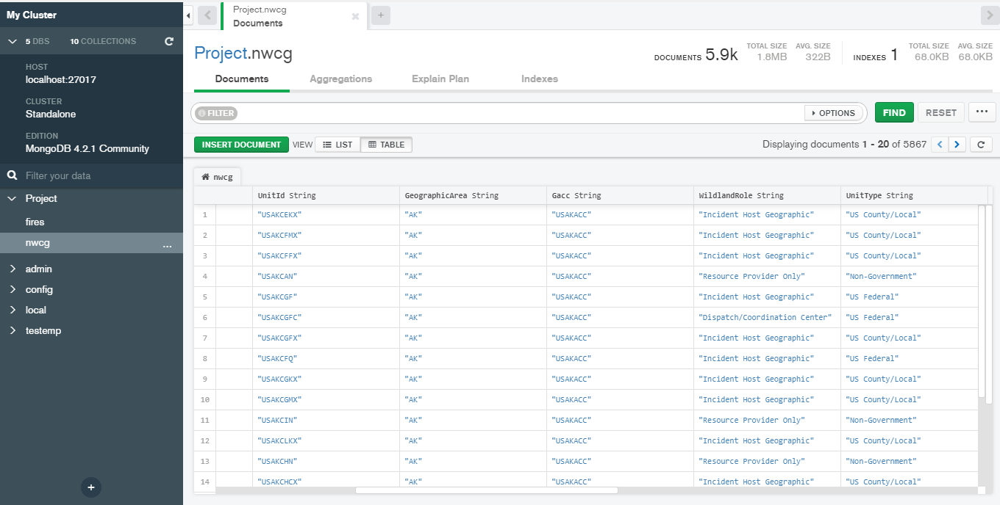 My Cluster
5 DBS 10 COLLECTIONS
HOST
localhost:27017
CLUSTER
Standalone
EDITION
MongoDB 4.2.1 Community
Filter your data
Project
fires
nwcg ...
admin
config
local
testemp
Project.nwcg
Documents
Project.nwcg
DOCUMENTS 5.9k TOTAL SIZE 1.8MB AVG. SIZE 322B INDEXES 1 TOTAL SIZE 68.0KB AVG. SIZE 68.0KB
Documents Aggregations Explain Plan Indexes
FILTER OPTIONS FIND RESET ...
INSERT DOCUMENT VIEW LIST TABLE Displaying documents 1 - 20 of 5867
nwcg
UnitId String GeographicArea String Gacc String WildlandRole String UnitType String
1 "USAKCEKX" "AK" "USAKACC" "Incident Host Geographic" "US County/Local"
2 "USAKCFMX" "AK" "USAKACC" "Incident Host Geographic" "US County/Local"
3 "USAKCFFX" "AK" "USAKACC" "Incident Host Geographic" "US County/Local"
4 "USAKCAN" "AK" "USAKACC" "Resource Provider Only" "Non-Government"
5 "USAKCGF" "AK" "USAKACC" "Incident Host Geographic" "US Federal"
6 "USAKCGFC" "AK" "USAKACC" "Dispatch/Coordination Center" "US Federal"
7 "USAKCGFX" "AK" "USAKACC" "Incident Host Geographic" "US County/Local"
8 "USAKCFQ" "AK" "USAKACC" "Incident Host Geographic" "US Federal"
9 "USAKCGKX" "AK" "USAKACC" "Incident Host Geographic" "US County/Local"
10 "USAKCGMX" "AK" "USAKACC" "Incident Host Geographic" "US County/Local"
11 "USAKCIN" "AK" "USAKACC" "Resource Provider Only" "Non-Government"
12 "USAKCLKX" "AK" "USAKACC" "Incident Host Geographic" "US County/Local"
13 "USAKCHN" "AK" "USAKACC" "Resource Provider Only" "Non-Government"
14 "USAKCHCX" "AK" "USAKACC" "Incident Host Geographic" "US County/Local"